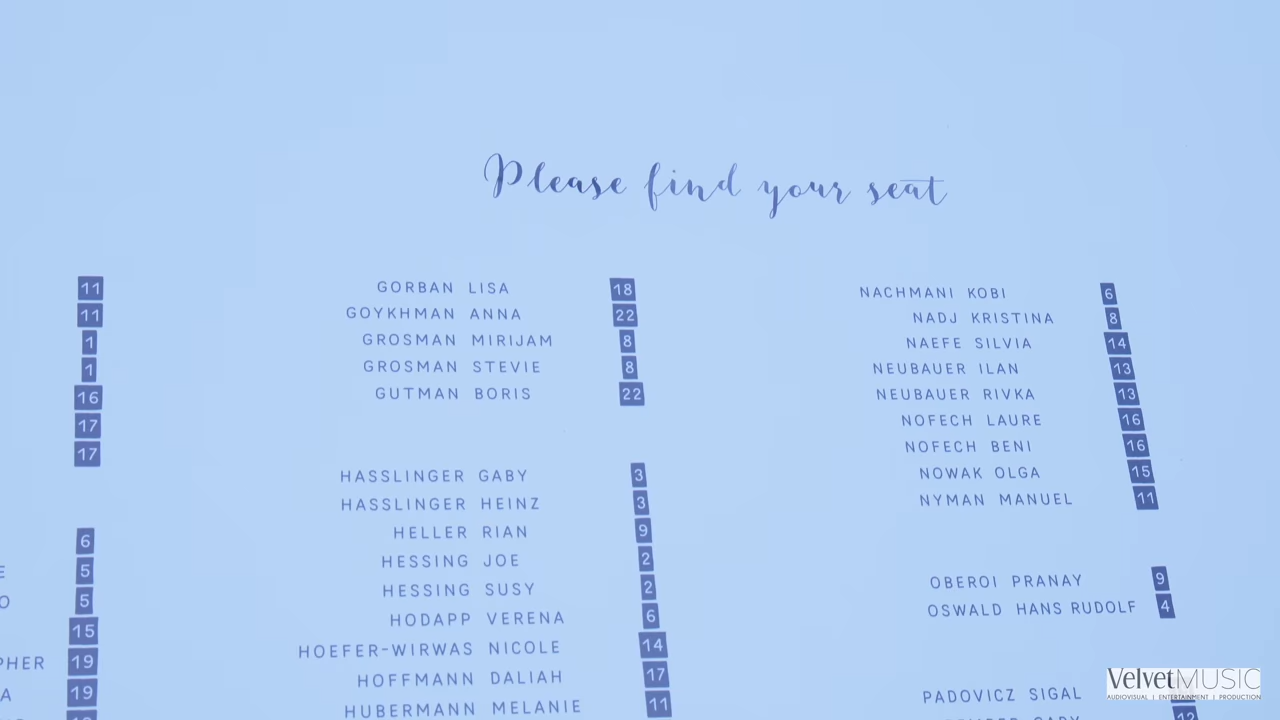 Please find your seat
11
11
1
1
16
17
17
6
5
5
15
PHER 19
A 19
GORBAN LISA 18
GOYKHMAN ANNA 22
GROSMAN MIRIJAM 8
GROSMAN STEVIE 8
GUTMAN BORIS 22
HASSLINGER GABY 3
HASSLINGER HEINZ 3
HELLER RIAN 9
HESSING JOE 2
HESSING SUSY 2
HODAPP VERENA 6
HOEFER-WIRWAS NICOLE 14
HOFFMANN DALIAH 17
HUBERMANN MELANIE 11
NACHMANI KOBI 6
NADJ KRISTINA 8
NAEFE SILVIA 14
NEUBAUER ILAN 13
NEUBAUER RIVKA 13
NOFECH LAURE 16
NOFECH BENI 16
NOWAK OLGA 15
NYMAN MANUEL 11
OBEROI PRANAY 9
OSWALD HANS RUDOLF 4
PADOVICZ SIGAL
VelvetMUSIC
AUDIOVISUAL | ENTERTAINMENT | PRODUCTION